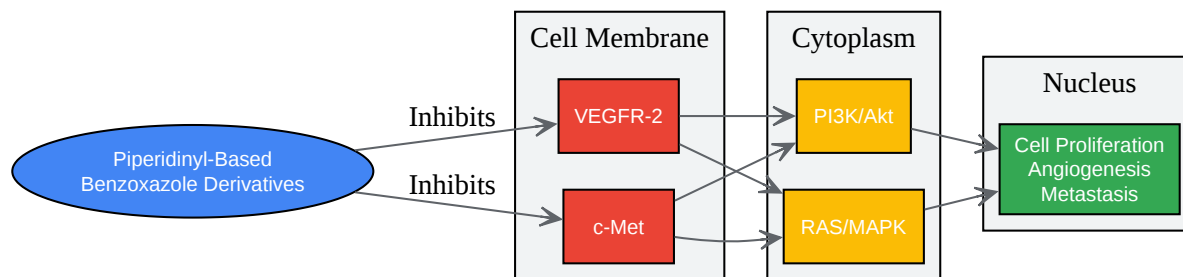 Piperidinyl-Based
Benzoxazole Derivatives
Inhibits
Inhibits
Cell Membrane
VEGFR-2
c-Met
Cytoplasm
PI3K/Akt
RAS/MAPK
Nucleus
Cell Proliferation
Angiogenesis
Metastasis